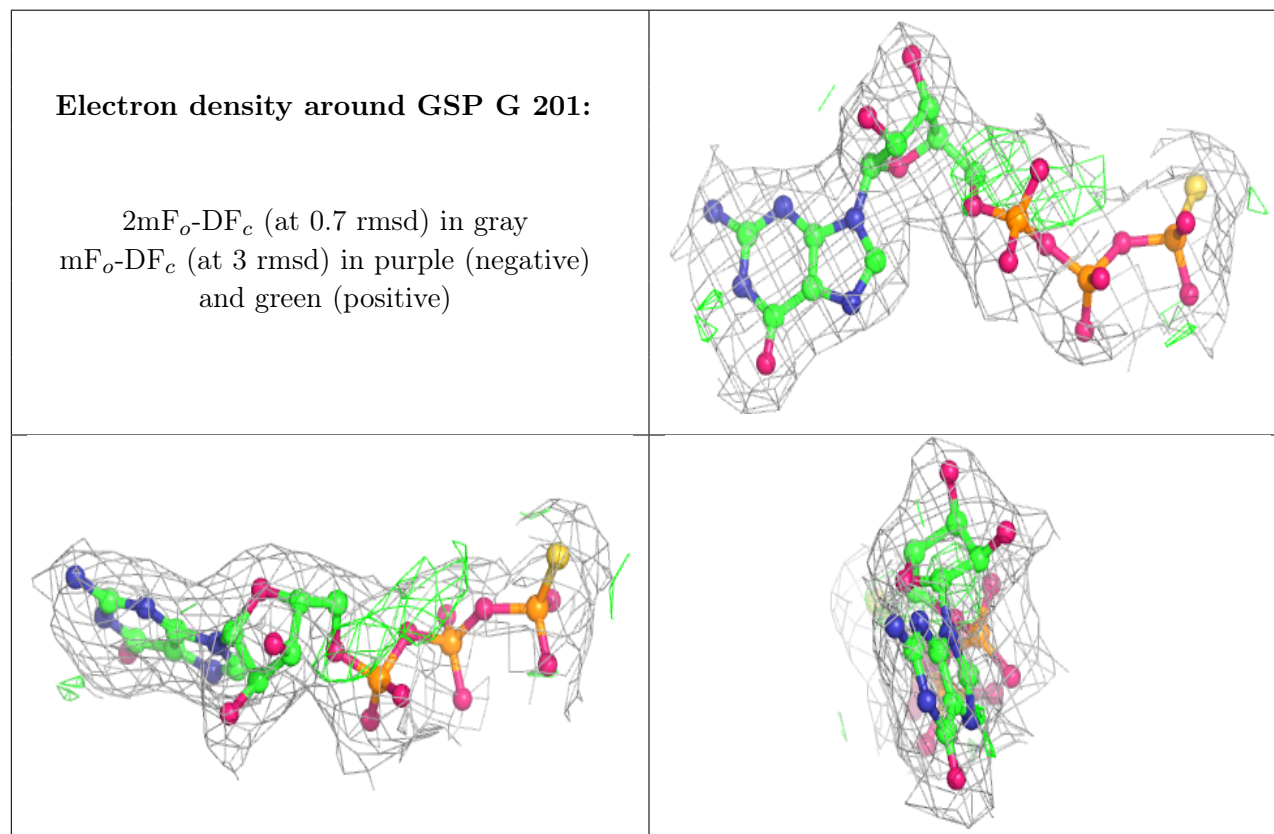 Electron density around GSP G 201:
2mFo-DFc (at 0.7 rmsd) in gray
mFo-DFc (at 3 rmsd) in purple (negative)
and green (positive)